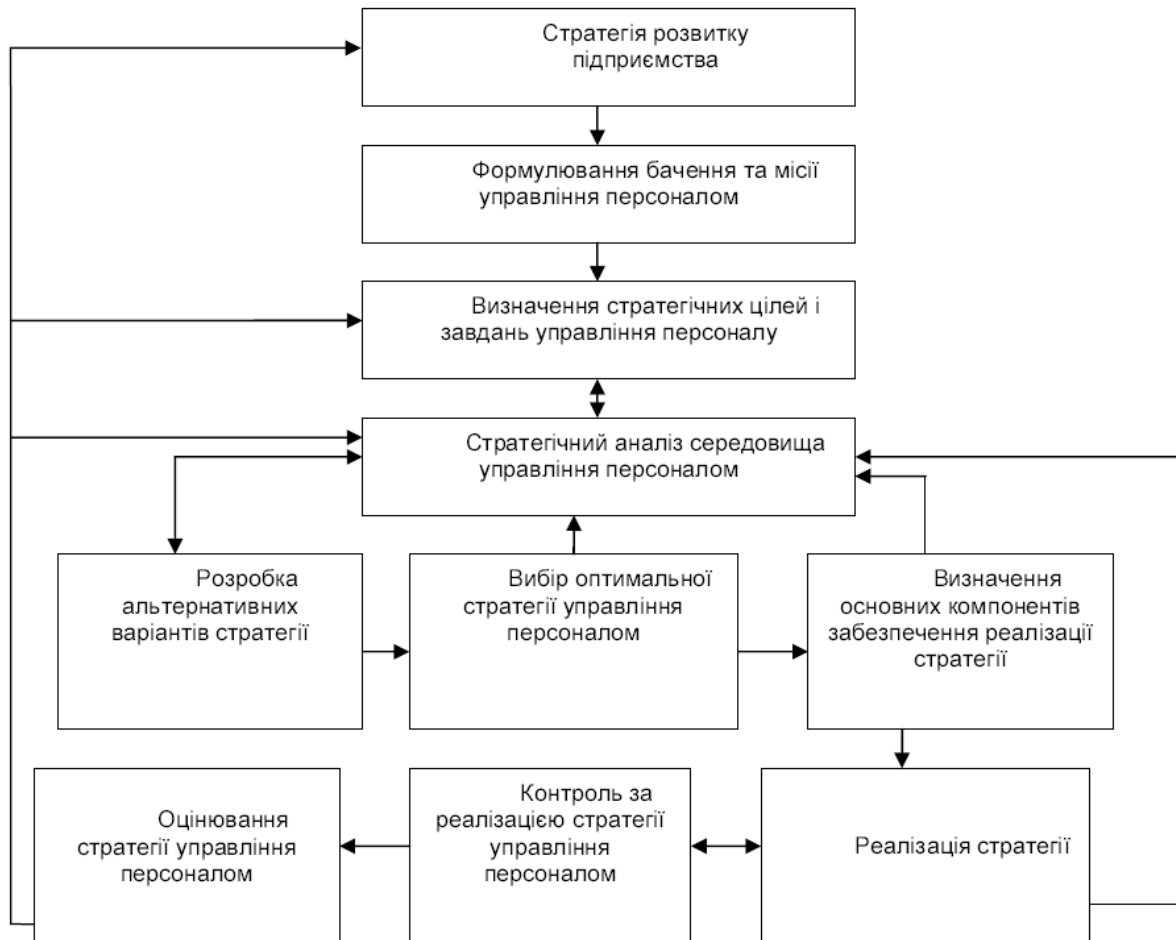 Стратегія розвитку
підприємства
Формулювання бачення та місії
управління персоналом
Визначення стратегічних цілей і
завдань управління персоналу
Стратегічний аналіз середовища
управління персоналом
Розробка
альтернативних
варіантів стратегії
Вибір оптимальної
стратегії управління
персоналом
Визначення
основних компонентів
забезпечення реалізації
стратегії
Оцінювання
стратегії управління
персоналом
Контроль за
реалізацією стратегії
управління
персоналом
Реалізація стратегії